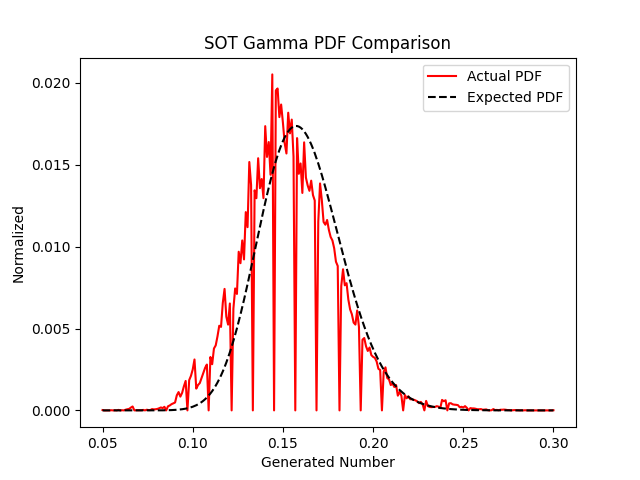 SOT Gamma PDF Comparison
Actual PDF
Expected PDF
Normalized
0.020
0.015
0.010
0.005
0.000
0.05 0.10 0.15 0.20 0.25 0.30
Generated Number